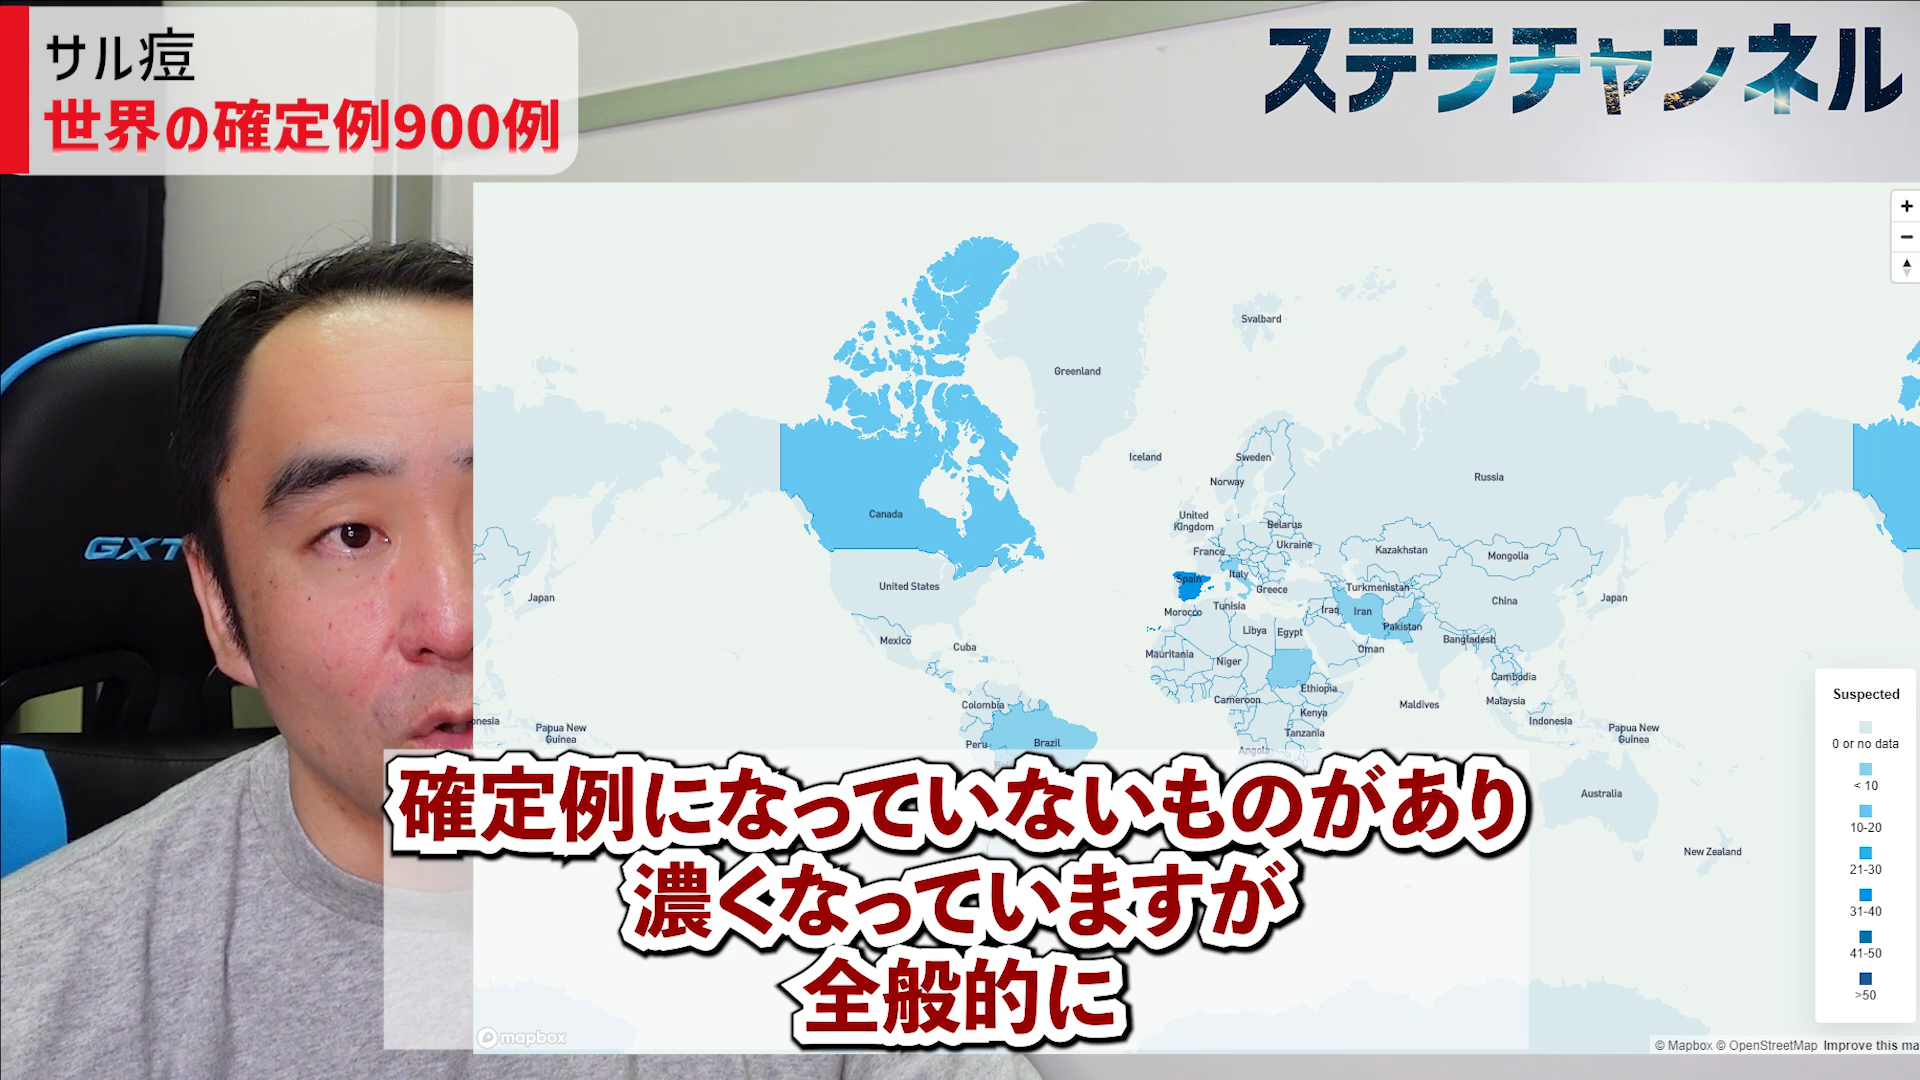 サル痘
世界の確定例900例
ステラチャンネル
GXT
Svalbard
Greenland
Iceland
Sweden
Norway
Russia
United
Kingdom
Belarus
Ukraine
France
Kazakhstan
Mongolia
Canada
United States
Spain
Italy
Greece
Turkmenistan
China
Japan
Japan
Morocco
Tunisia
Iraq
Iran
Pakistan
Mexico
Cuba
Libya
Egypt
Bangladesh
Mauritania
Niger
Oman
Cambodia
Colombia
Cameroon
Ethiopia
Kenya
Maldives
Malaysia
Indonesia
nesia
Papua New
Guinea
Peru
Brazil
Tanzania
Angola
Papua New
Guinea
Australia
New Zealand
Suspected
0 or no data
< 10
10-20
21-30
31-40
41-50
>50
確定例になっていないものがあり
濃くなっていますが
全般的に
mapbox
© Mapbox © OpenStreetMap Improve this ma